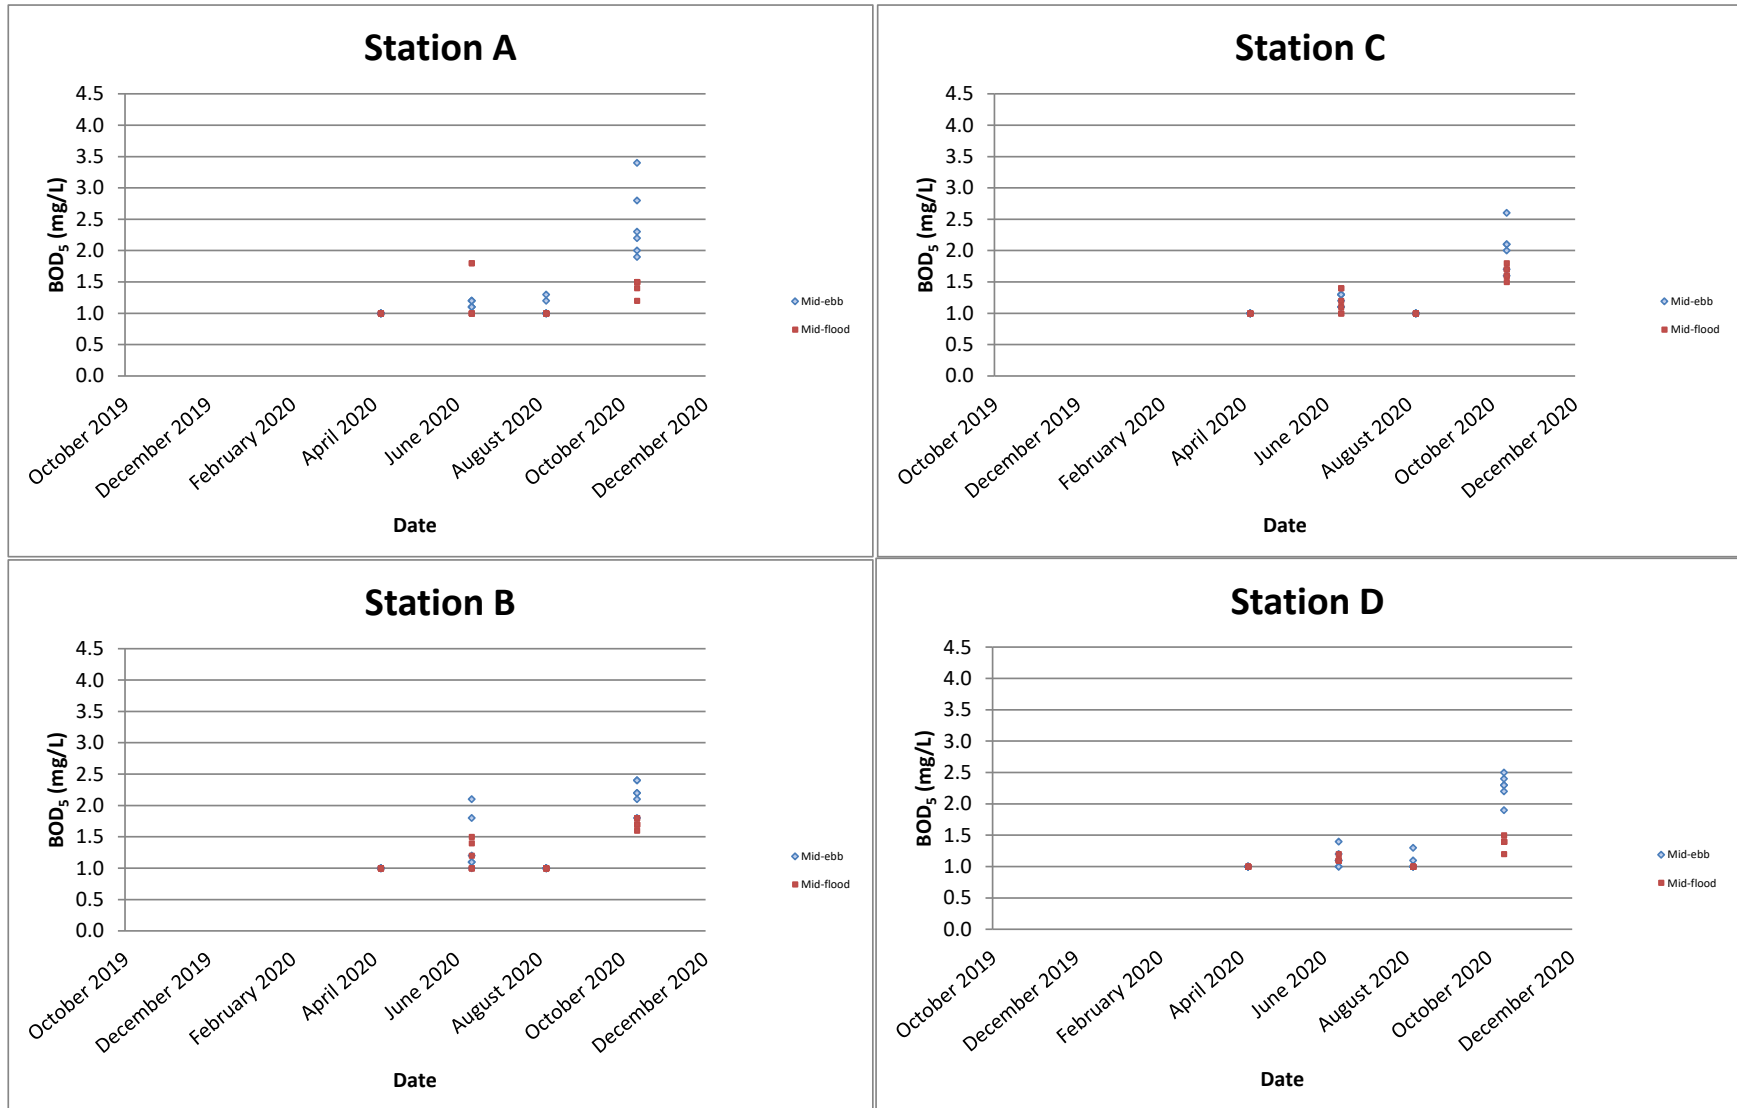 Station A
4.5
4.0
3.5
3.0
2.5
2.0
1.5
1.0
0.5
0.0
BOD₅ (mg/L)
October 2019
December 2019
February 2020
April 2020
June 2020
August 2020
October 2020
December 2020
Date
Mid-ebb
Mid-flood
Station C
4.5
4.0
3.5
3.0
2.5
2.0
1.5
1.0
0.5
0.0
BOD₅ (mg/L)
October 2019
December 2019
February 2020
April 2020
June 2020
August 2020
October 2020
December 2020
Date
Mid-ebb
Mid-flood
Station B
4.5
4.0
3.5
3.0
2.5
2.0
1.5
1.0
0.5
0.0
BOD₅ (mg/L)
October 2019
December 2019
February 2020
April 2020
June 2020
August 2020
October 2020
December 2020
Date
Mid-ebb
Mid-flood
Station D
4.5
4.0
3.5
3.0
2.5
2.0
1.5
1.0
0.5
0.0
BOD₅ (mg/L)
October 2019
December 2019
February 2020
April 2020
June 2020
August 2020
October 2020
December 2020
Date
Mid-ebb
Mid-flood